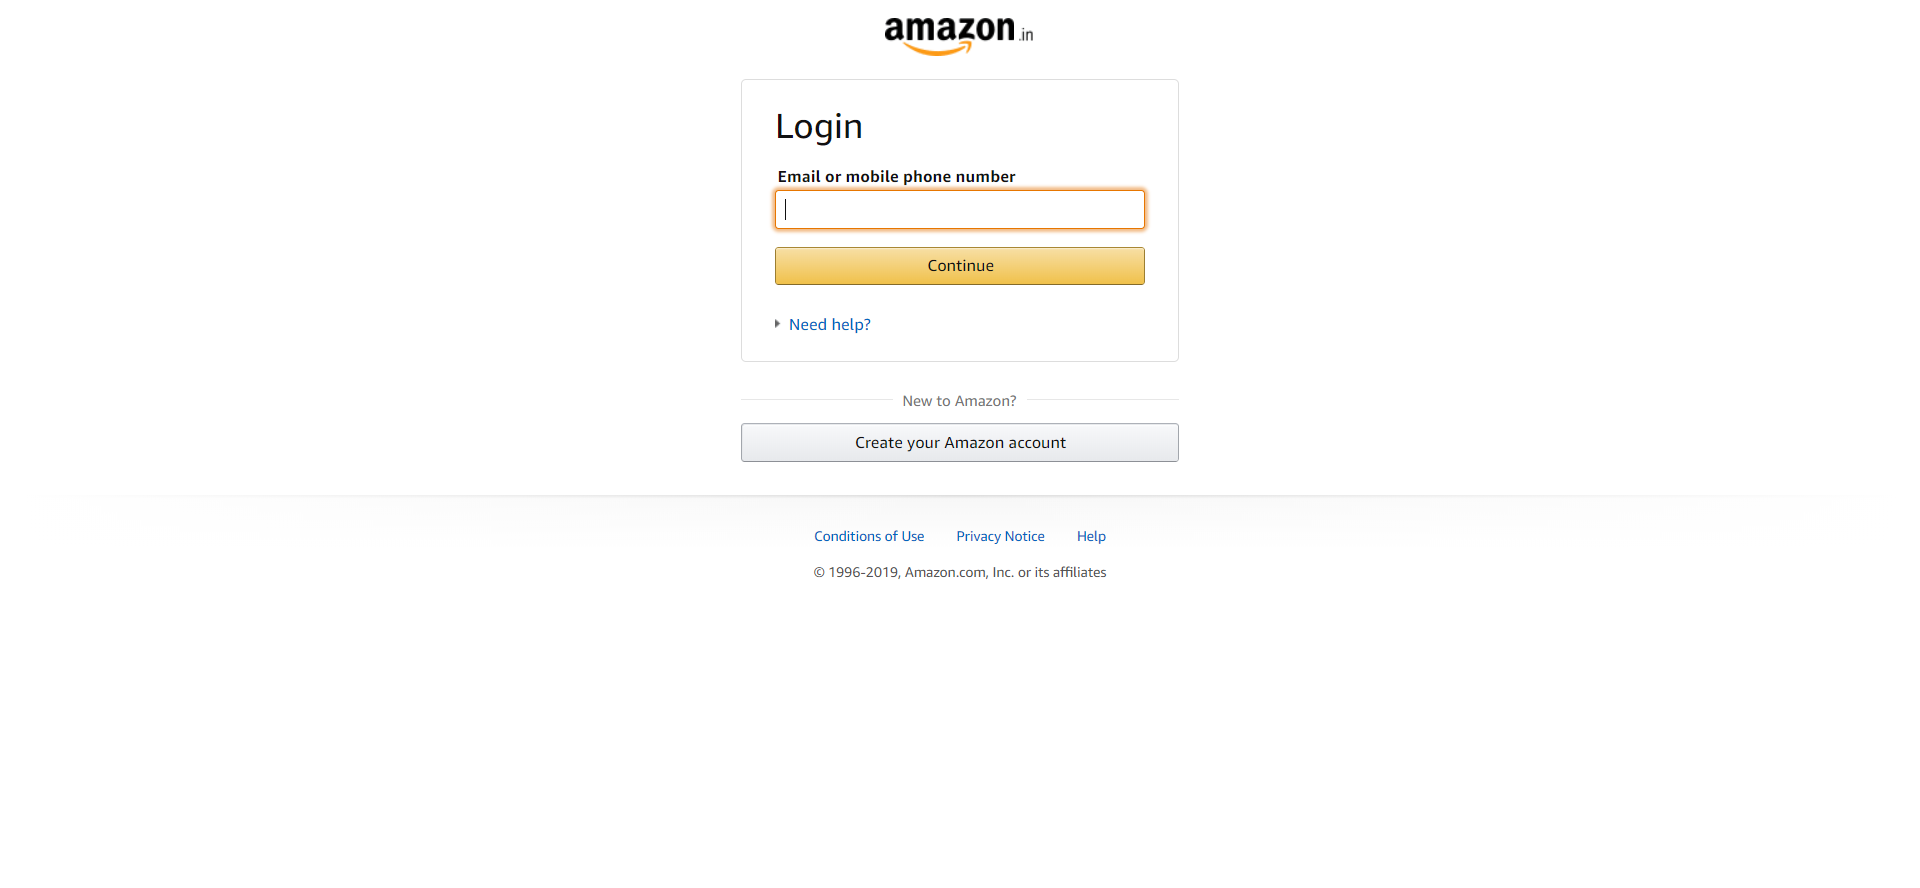 amazon.in
Login
Email or mobile phone number
Continue
Need help?
New to Amazon?
Create your Amazon account
Conditions of Use Privacy Notice Help
© 1996-2019, Amazon.com, Inc. or its affiliates